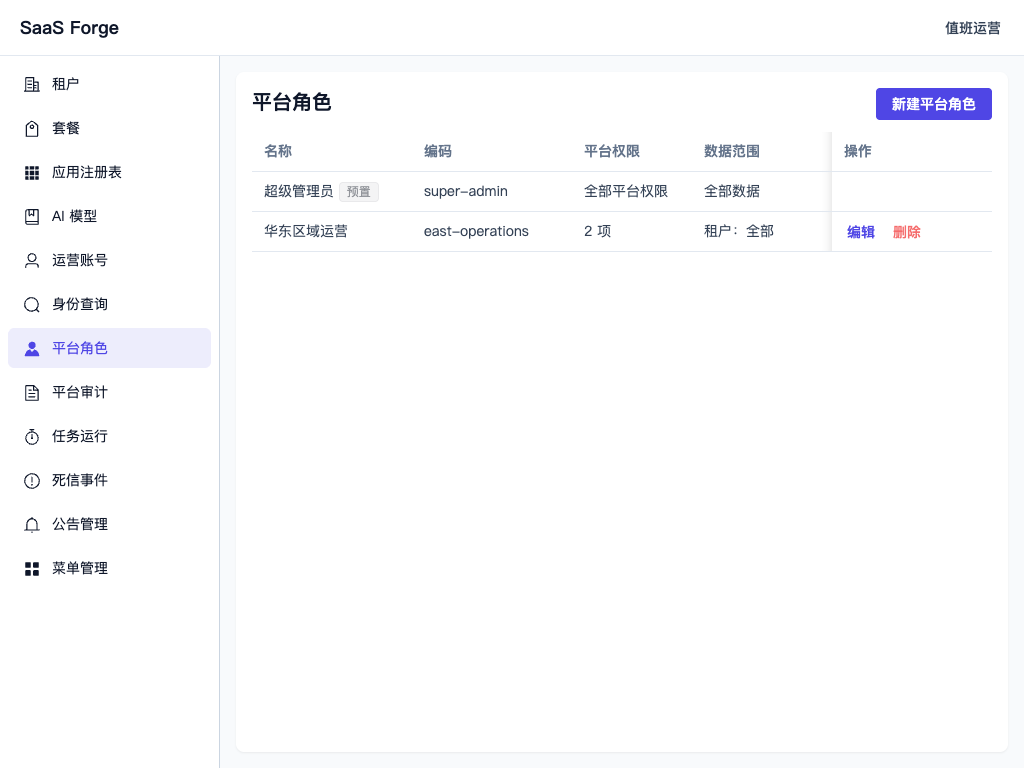 SaaS Forge
值班运营
租户
套餐
应用注册表
AI 模型
运营账号
身份查询
平台角色
平台审计
任务运行
死信事件
公告管理
菜单管理
平台角色
新建平台角色
名称 编码 平台权限 数据范围 操作
超级管理员 预置 super-admin 全部平台权限 全部数据
华东区域运营 east-operations 2 项 租户：全部 编辑 删除